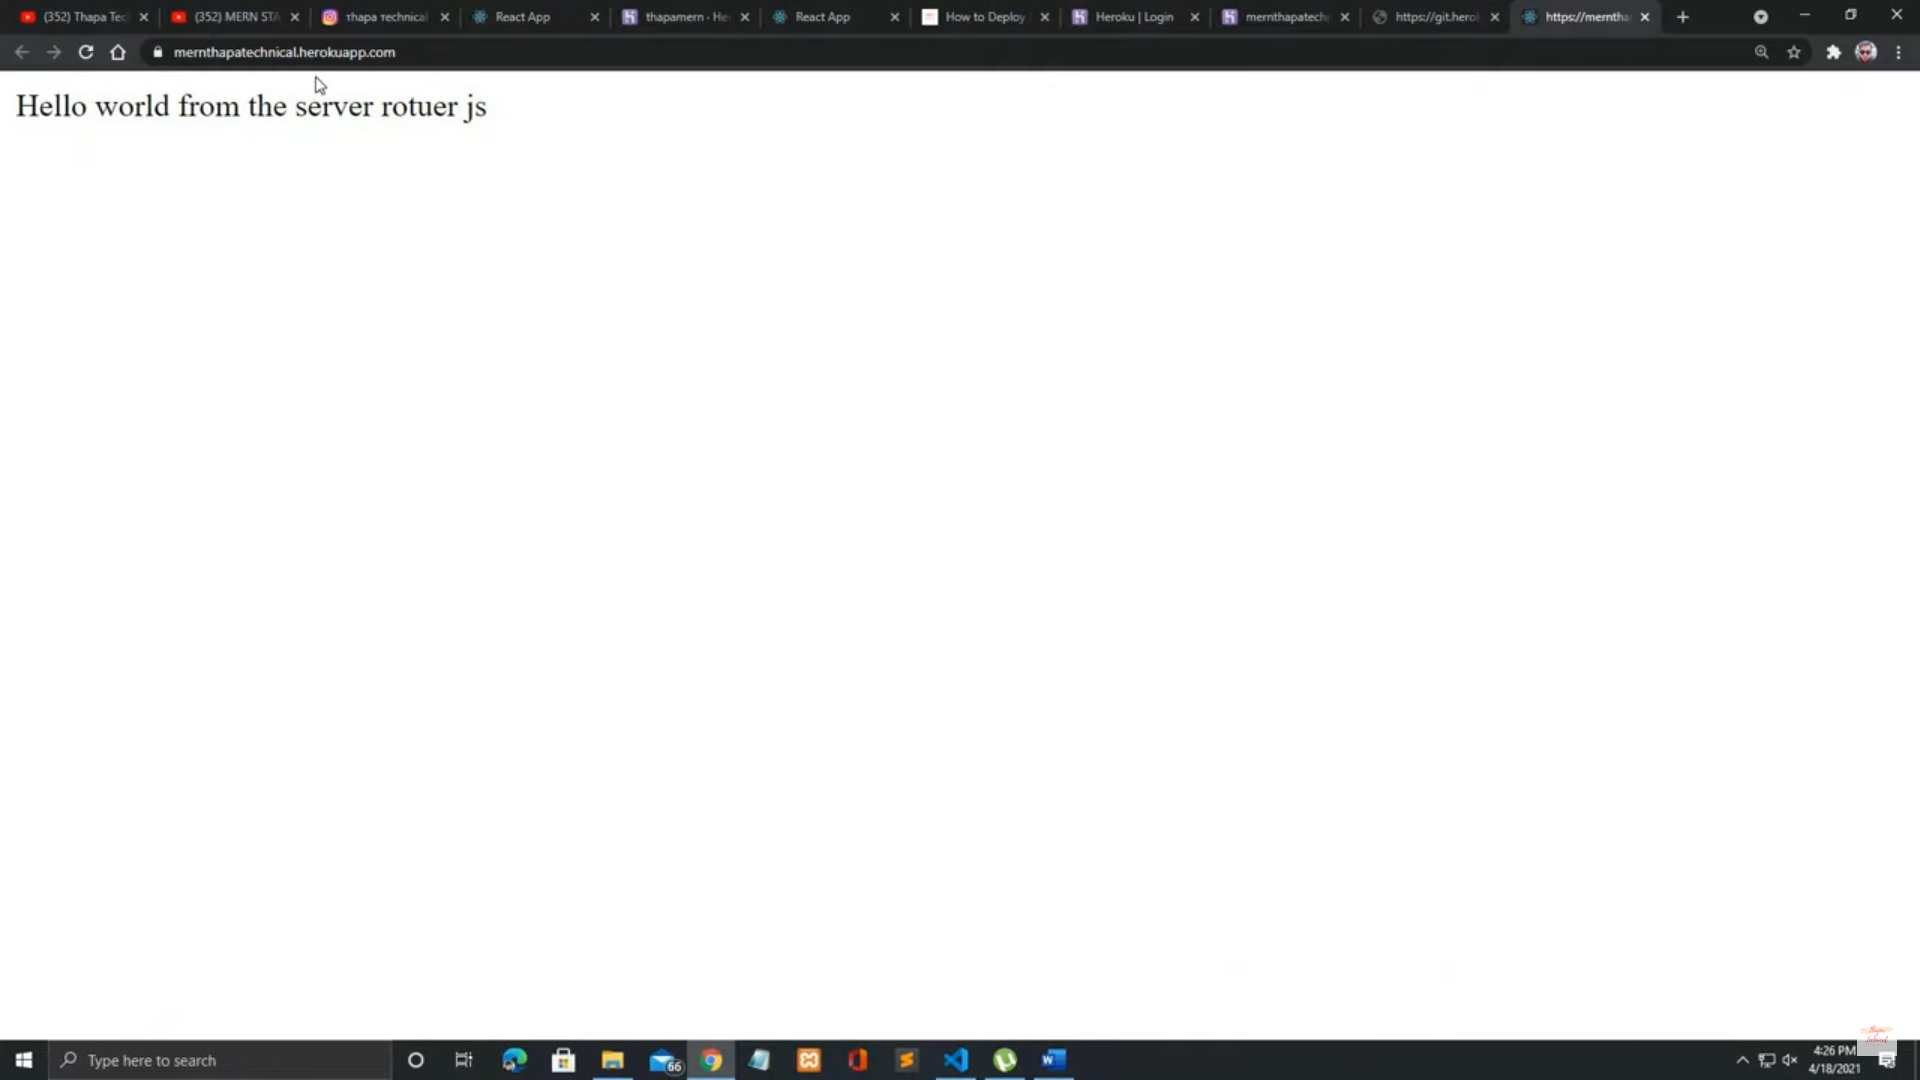 (352) Thapa Tec
(352) MERN STA
Thapa Technical
React App
thapamern · He
React App
How to Deploy
Heroku | Login
mernthapatech
https://git.hero
https://merntha
mernthapatechnical.herokuapp.com
Hello world from the server rotuer js
Type here to search
66
4:26 PM
4/18/2021